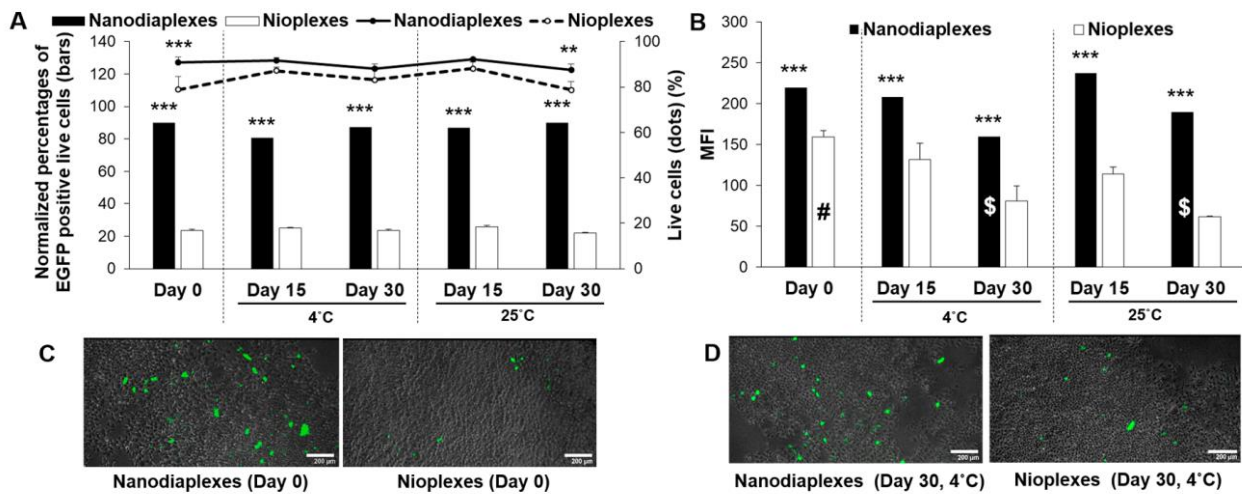 A
Nanodiaplexes Nioplexes Nanodiaplexes Nioplexes
Normalized percentages of
EGFP positive live cells (bars)
140
120
100
80
60
40
20
0
*** **
*** *** *** *** ***
100
80
60
40
20
0
Live cells (dots) (%)
Day 0 Day 15 Day 30 Day 15 Day 30
4˚C 25˚C
B
Nanodiaplexes Nioplexes
MFI
300
250
200
150
100
50
0
*** *** *** *** ***
# $ $
Day 0 Day 15 Day 30 Day 15 Day 30
4˚C 25˚C
C
200 µm 200 µm
Nanodiaplexes (Day 0) Nioplexes (Day 0)
D
200 µm 200 µm
Nanodiaplexes (Day 30, 4˚C) Nioplexes (Day 30, 4˚C)